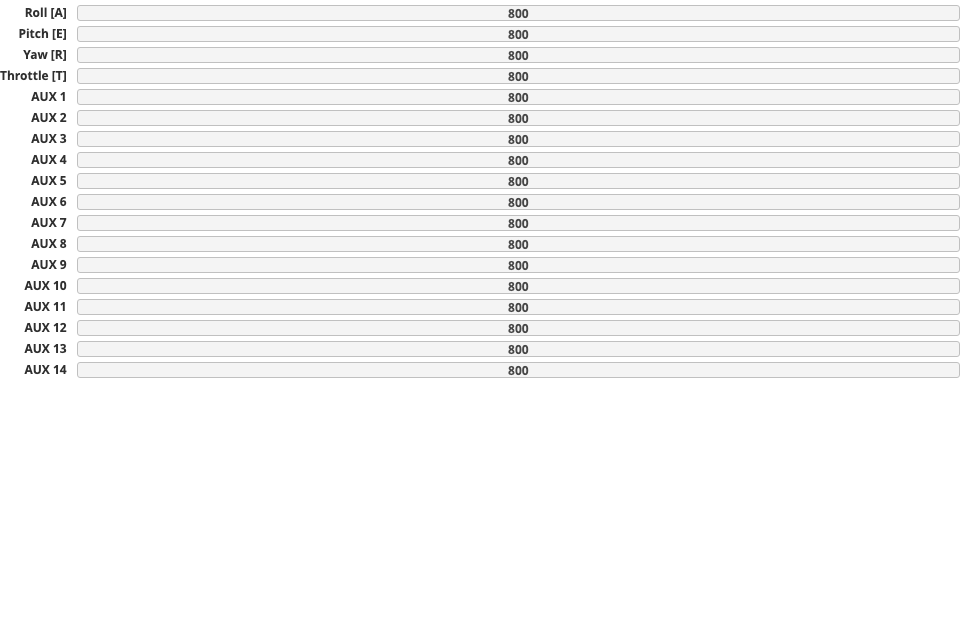 Roll [A] 800
Pitch [E] 800
Yaw [R] 800
Throttle [T] 800
AUX 1 800
AUX 2 800
AUX 3 800
AUX 4 800
AUX 5 800
AUX 6 800
AUX 7 800
AUX 8 800
AUX 9 800
AUX 10 800
AUX 11 800
AUX 12 800
AUX 13 800
AUX 14 800